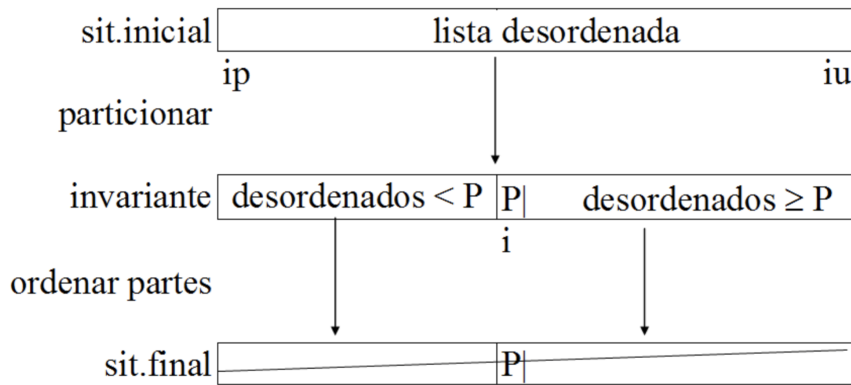 sit.inicial lista desordenada
ip iu
particionar
invariante desordenados < P P| desordenados ≥ P
i
ordenar partes
sit.final P|